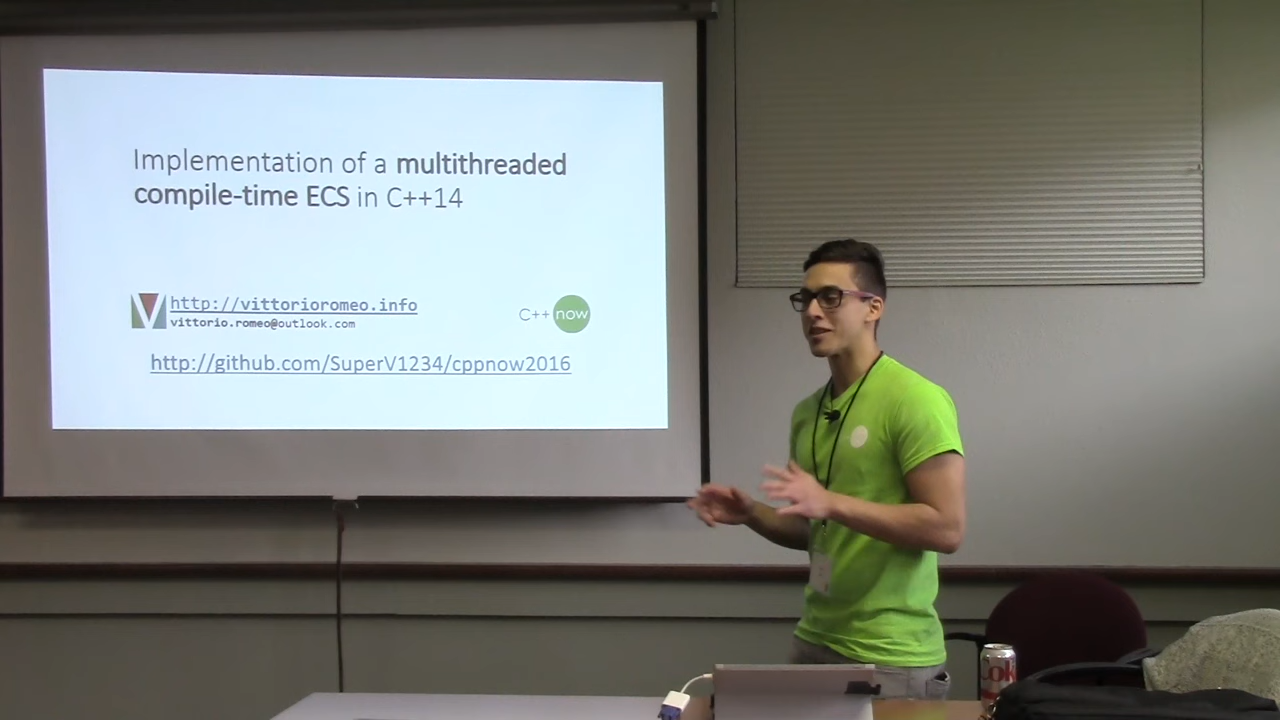 Implementation of a multithreaded
compile-time ECS in C++14
http://vittorioromeo.info
vittorio.romeo@outlook.com
C++ now
http://github.com/SuperV1234/cppnow2016